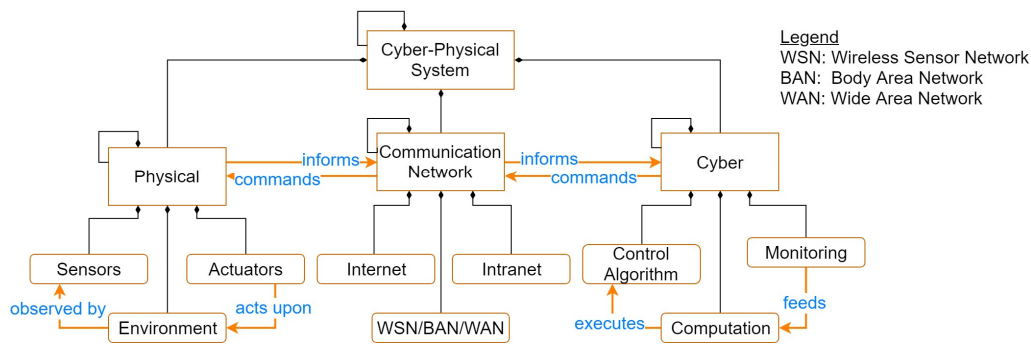 Cyber-Physical
System
Legend
WSN: Wireless Sensor Network
BAN:  Body Area Network
WAN: Wide Area Network
Physical
informs
commands
Communication
Network
informs
commands
Cyber
Sensors
Actuators
Internet
Intranet
Control
Algorithm
Monitoring
observed by
acts upon
Environment
WSN/BAN/WAN
executes
Computation
feeds